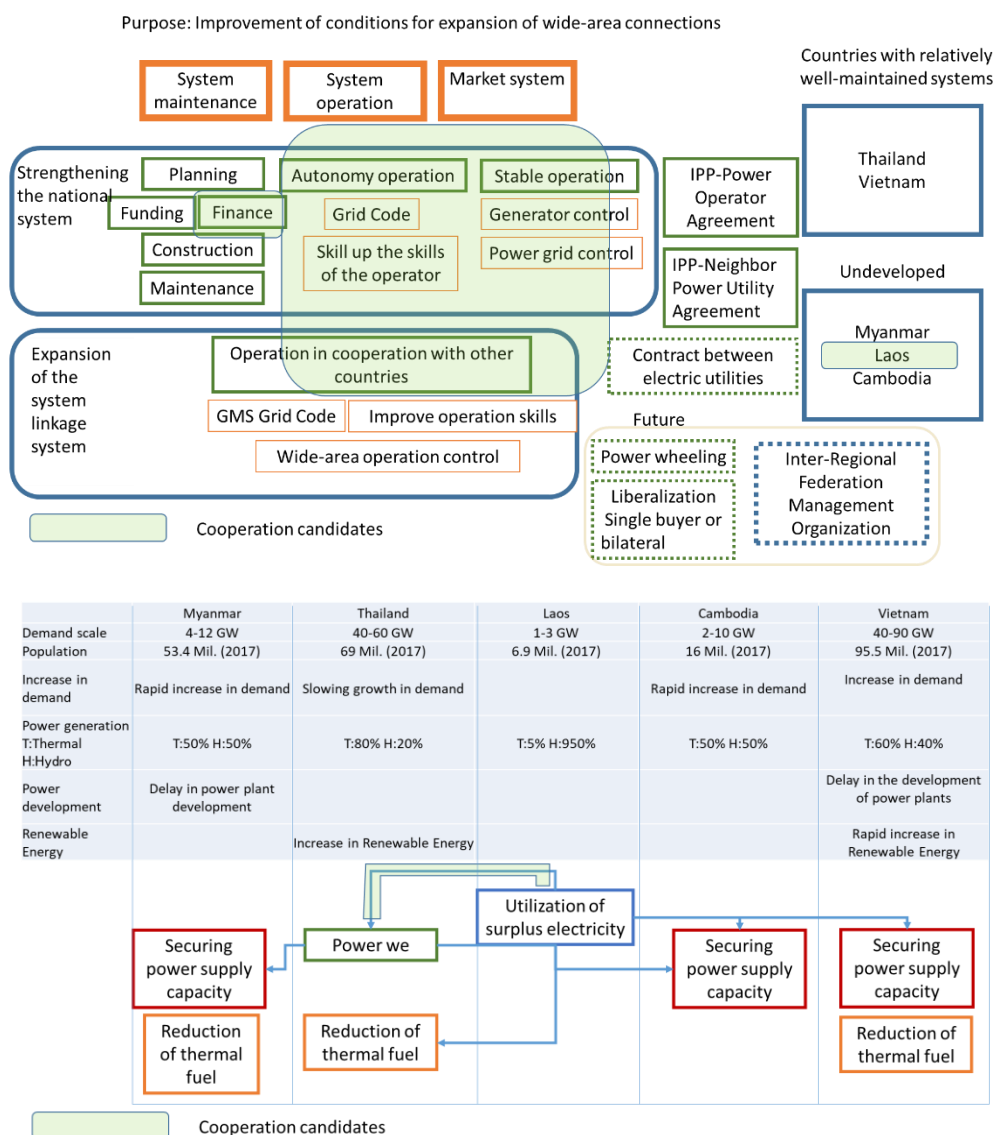 Purpose: Improvement of conditions for expansion of wide-area connections
System
maintenance
System
operation
Market system
Countries with relatively
well-maintained systems
Thailand
Vietnam
Strengthening
the national
system
Planning
Funding
Finance
Construction
Maintenance
Autonomy operation
Grid Code
Skill up the skills
of the operator
Stable operation
Generator control
Power grid control
IPP-Power
Operator
Agreement
IPP-Neighbor
Power Utility
Agreement
Undeveloped
Myanmar
Laos
Cambodia
Expansion
of the
system
linkage
system
Operation in cooperation with other
countries
GMS Grid Code
Improve operation skills
Wide-area operation control
Contract between
electric utilities
Future
Power wheeling
Liberalization
Single buyer or
bilateral
Inter-Regional
Federation
Management
Organization
Cooperation candidates
Myanmar Thailand Laos Cambodia Vietnam
Demand scale 4-12 GW 40-60 GW 1-3 GW 2-10 GW 40-90 GW
Population 53.4 Mil. (2017) 69 Mil. (2017) 6.9 Mil. (2017) 16 Mil. (2017) 95.5 Mil. (2017)
Increase in
demand
Rapid increase in demand
Slowing growth in demand
Rapid increase in demand
Increase in demand
Power generation
T:Thermal
H:Hydro
T:50% H:50% T:80% H:20% T:5% H:950% T:50% H:50% T:60% H:40%
Power
development
Delay in power plant
development
Delay in the development
of power plants
Renewable
Energy
Increase in Renewable Energy
Rapid increase in
Renewable Energy
Utilization of
surplus electricity
Securing
power supply
capacity
Power we
Securing
power supply
capacity
Securing
power supply
capacity
Reduction
of thermal
fuel
Reduction of
thermal fuel
Reduction of
thermal fuel
Cooperation candidates